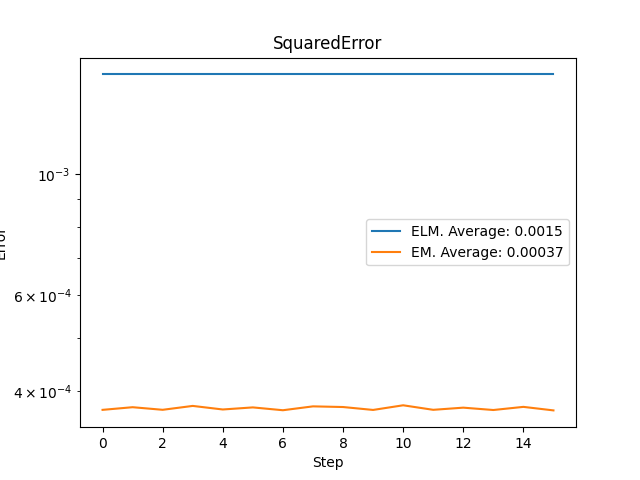 SquaredError
Error
10⁻³
6 × 10⁻⁴
4 × 10⁻⁴
ELM. Average: 0.0015
EM. Average: 0.00037
0 2 4 6 8 10 12 14
Step